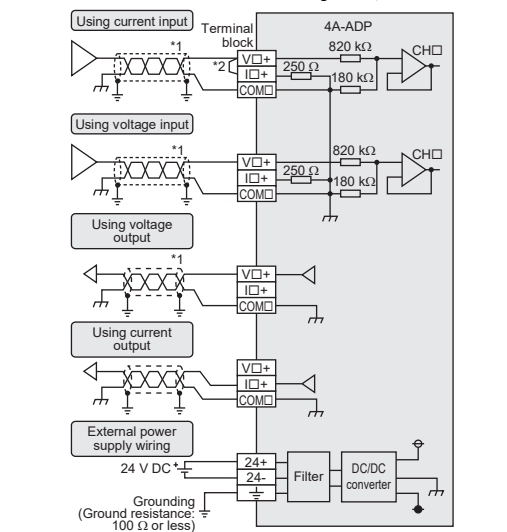 Using current input
Terminal
block
4A-ADP
*1
*2
V□+
I□+
COM□
250 Ω
820 kΩ
180 kΩ
CH□
Using voltage input
*1
V□+
I□+
COM□
250 Ω
820 kΩ
180 kΩ
CH□
Using voltage
output
*1
V□+
I□+
COM□
Using current
output
V□+
I□+
COM□
External power
supply wiring
24 V DC
+
24+
24-
Filter
DC/DC
converter
Grounding
(Ground resistance:
100 Ω or less)